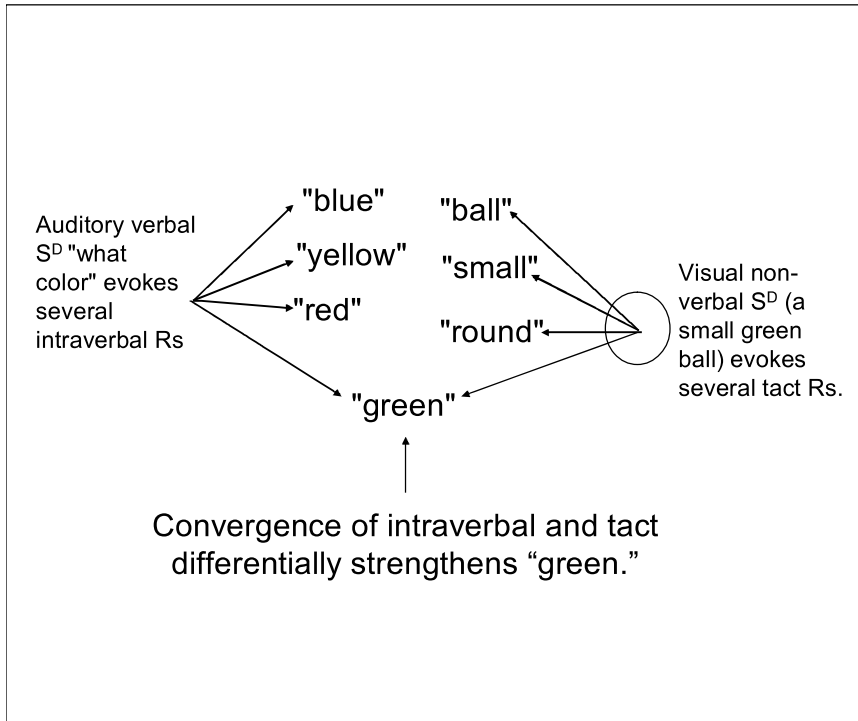 Auditory verbal
Sᴰ "what
color" evokes
several
intraverbal Rs
"blue"
"yellow"
"red"
"ball"
"small"
"round"
"green"
Visual non-
verbal Sᴰ (a
small green
ball) evokes
several tact Rs.
Convergence of intraverbal and tact
differentially strengthens “green.”